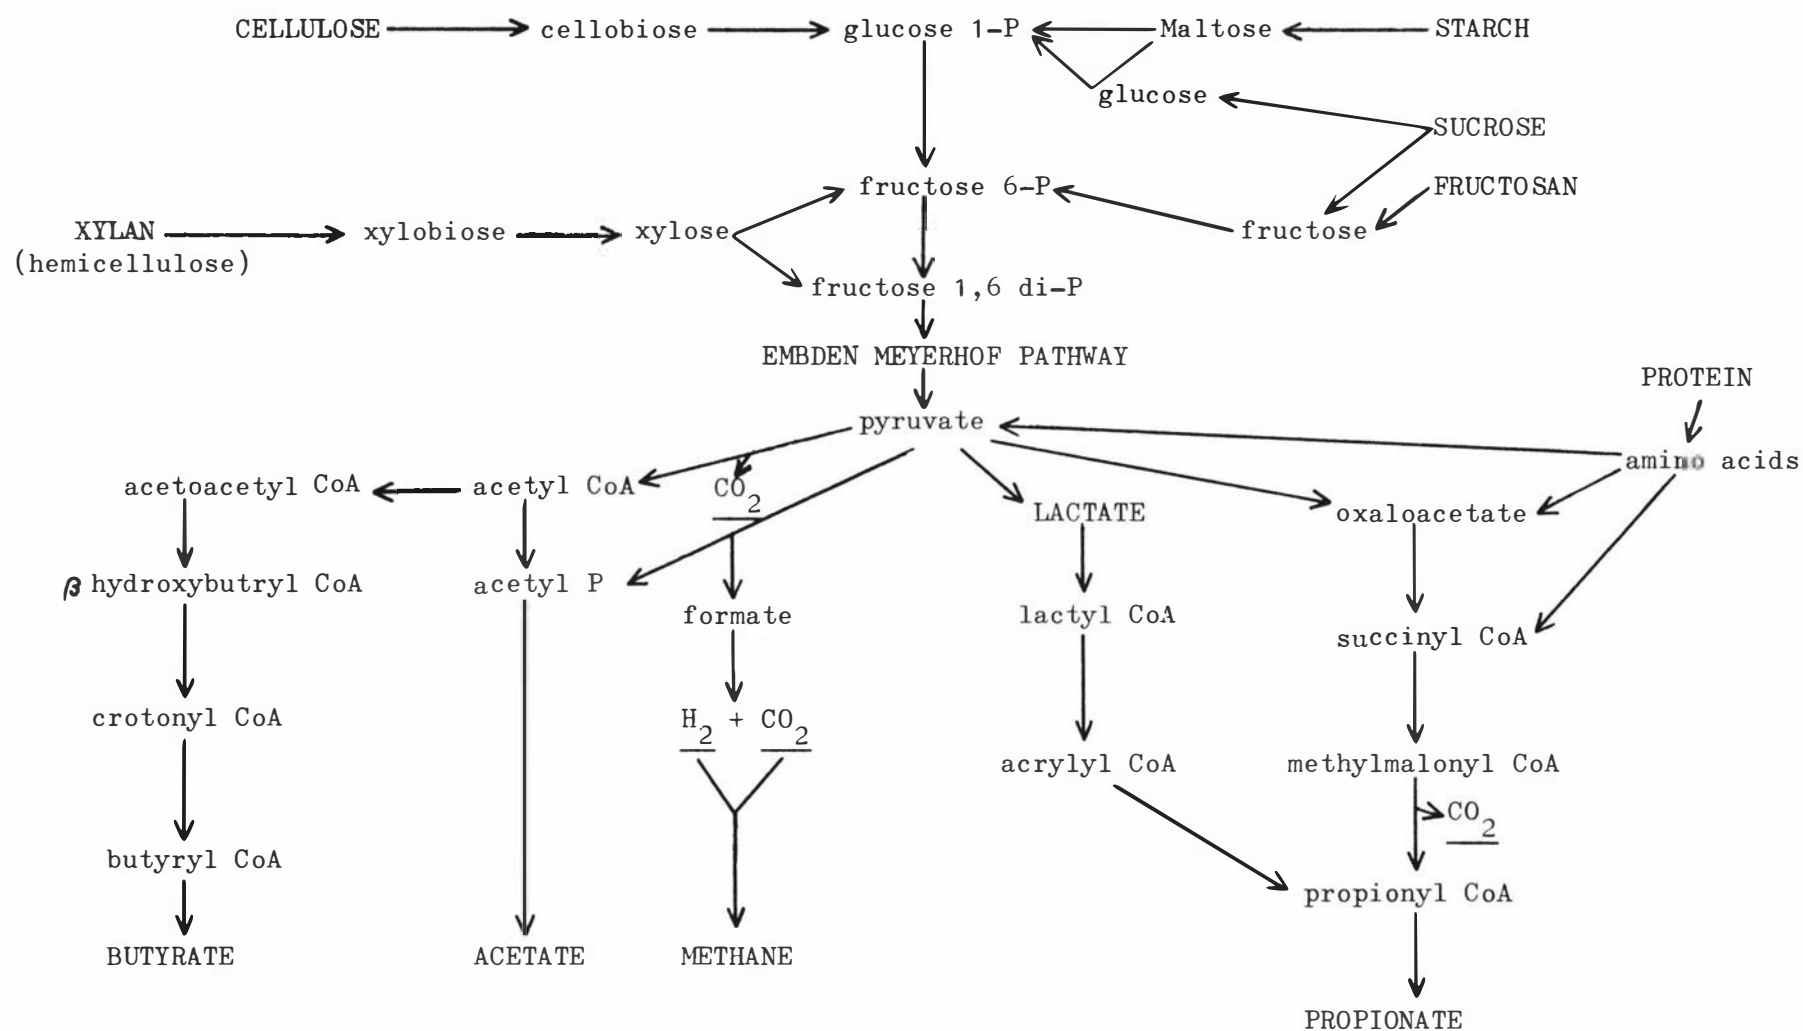 CELLULOSE cellobiose glucose 1-P Maltose STARCH
glucose
SUCROSE
fructose 6-P FRUCTOSAN
XYLAN xylobiose xylose fructose
(hemicellulose)
fructose 1,6 di-P
EMBDEN MEYERHOF PATHWAY
PROTEIN
pyruvate
amino acids
acetoacetyl CoA acetyl CoA CO2
LACTATE oxaloacetate
β hydroxybutryl CoA acetyl P
formate lactyl CoA
succinyl CoA
crotonyl CoA H2 + CO2
acrylyl CoA methylmalonyl CoA
CO2
butyryl CoA
propionyl CoA
BUTYRATE ACETATE METHANE
PROPIONATE